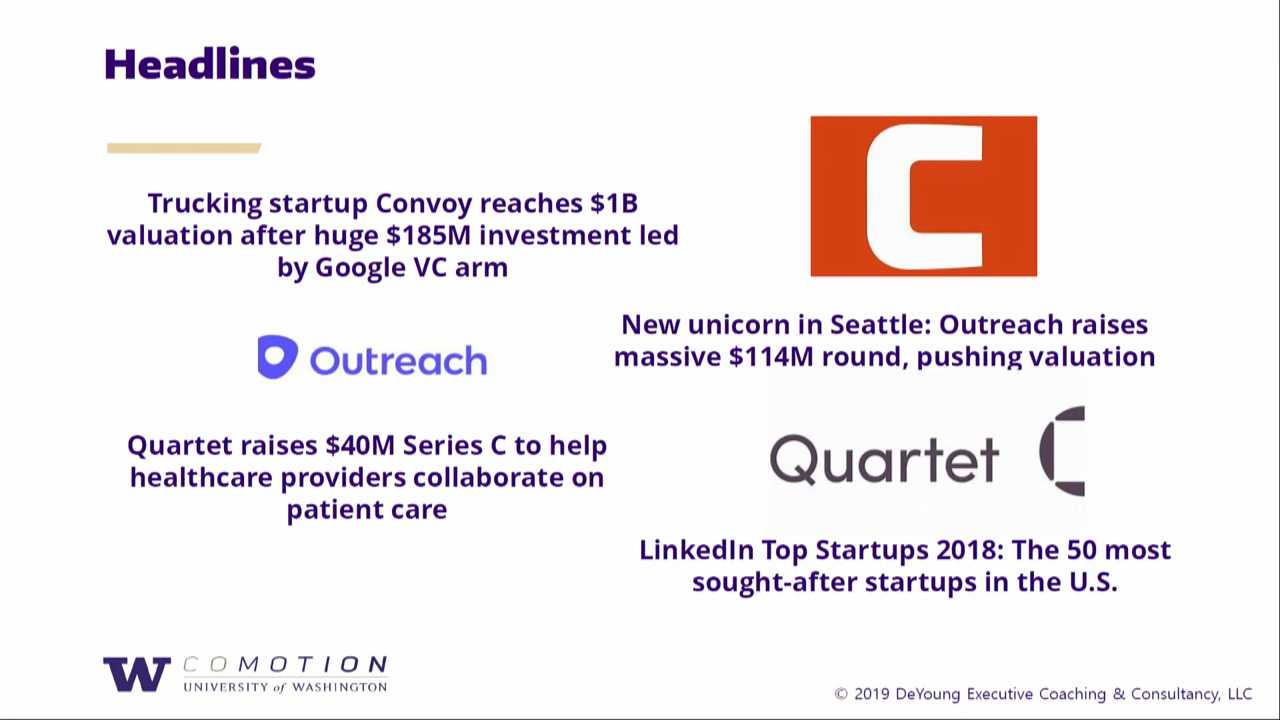 Headlines
Trucking startup Convoy reaches $1B
valuation after huge $185M investment led
by Google VC arm
C
New unicorn in Seattle: Outreach raises
massive $114M round, pushing valuation
Outreach
Quartet raises $40M Series C to help
healthcare providers collaborate on
patient care
Quartet
LinkedIn Top Startups 2018: The 50 most
sought-after startups in the U.S.
W COMOTION
UNIVERSITY of WASHINGTON
© 2019 DeYoung Executive Coaching & Consultancy, LLC